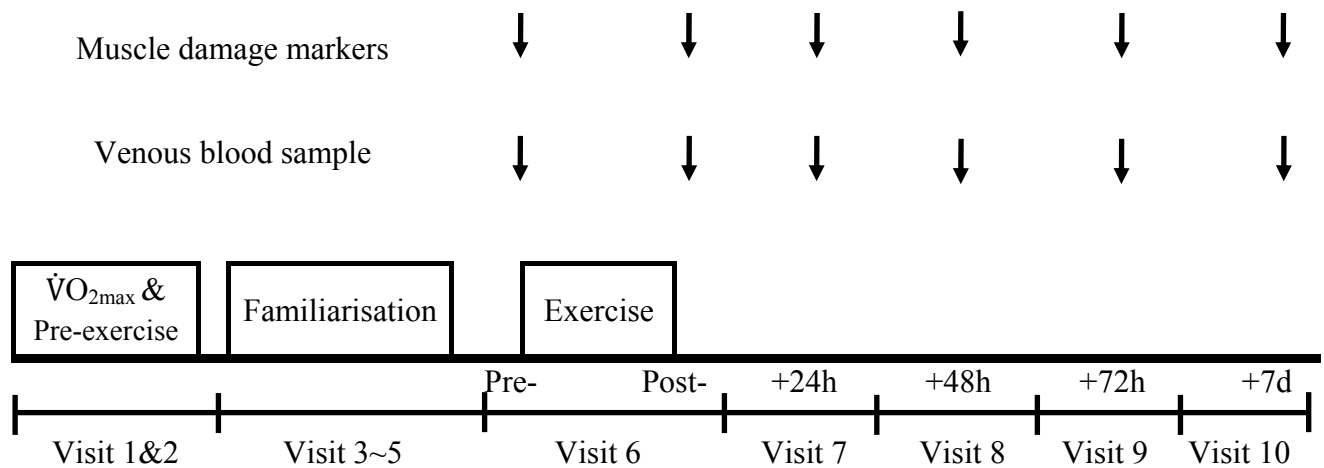 Muscle damage markers
Venous blood sample
V̇O2max &
Pre-exercise
Familiarisation
Exercise
Pre- Post- +24h +48h +72h +7d
Visit 1&2 Visit 3~5 Visit 6 Visit 7 Visit 8 Visit 9 Visit 10